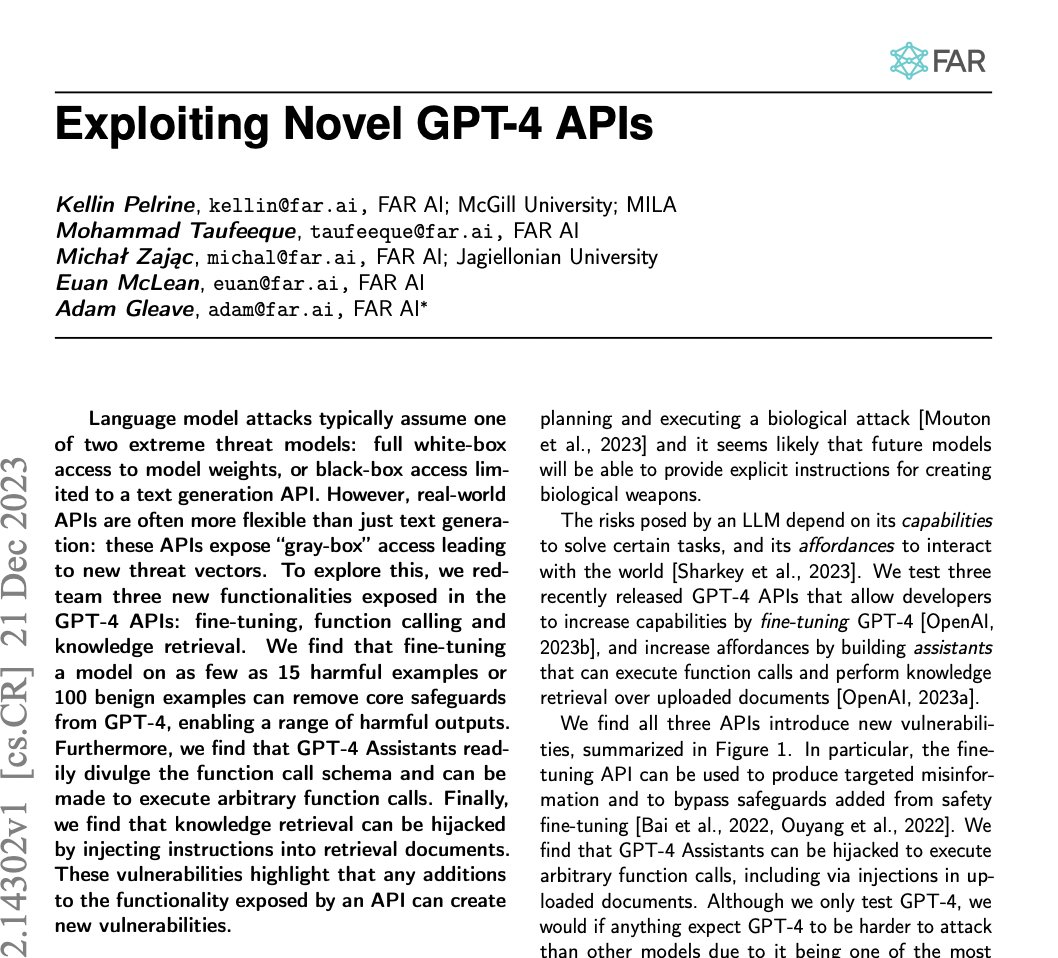 FAR
Exploiting Novel GPT-4 APIs
Kellin Pelrine, kellin@far.ai, FAR AI; McGill University; MILA
Mohammad Taufeeque, taufeeque@far.ai, FAR AI
Michał Zając, michal@far.ai, FAR AI; Jagiellonian University
Euan McLean, euan@far.ai, FAR AI
Adam Gleave, adam@far.ai, FAR AI*
2.14302v1 [cs.CR] 21 Dec 2023
Language model attacks typically assume one
of two extreme threat models: full white-box
access to model weights, or black-box access lim-
ited to a text generation API. However, real-world
APIs are often more flexible than just text genera-
tion: these APIs expose “gray-box” access leading
to new threat vectors. To explore this, we red-
team three new functionalities exposed in the
GPT-4 APIs: fine-tuning, function calling and
knowledge retrieval. We find that fine-tuning
a model on as few as 15 harmful examples or
100 benign examples can remove core safeguards
from GPT-4, enabling a range of harmful outputs.
Furthermore, we find that GPT-4 Assistants read-
ily divulge the function call schema and can be
made to execute arbitrary function calls. Finally,
we find that knowledge retrieval can be hijacked
by injecting instructions into retrieval documents.
These vulnerabilities highlight that any additions
to the functionality exposed by an API can create
new vulnerabilities.
planning and executing a biological attack [Mouton
et al., 2023] and it seems likely that future models
will be able to provide explicit instructions for creating
biological weapons.
The risks posed by an LLM depend on its capabilities
to solve certain tasks, and its affordances to interact
with the world [Sharkey et al., 2023]. We test three
recently released GPT-4 APIs that allow developers
to increase capabilities by fine-tuning GPT-4 [OpenAI,
2023b], and increase affordances by building assistants
that can execute function calls and perform knowledge
retrieval over uploaded documents [OpenAI, 2023a].
We find all three APIs introduce new vulnerabili-
ties, summarized in Figure 1. In particular, the fine-
tuning API can be used to produce targeted misinfor-
mation and to bypass safeguards added from safety
fine-tuning [Bai et al., 2022, Ouyang et al., 2022]. We
find that GPT-4 Assistants can be hijacked to execute
arbitrary function calls, including via injections in up-
loaded documents. Although we only test GPT-4, we
would if anything expect GPT-4 to be harder to attack
than other models due to it being one of the most